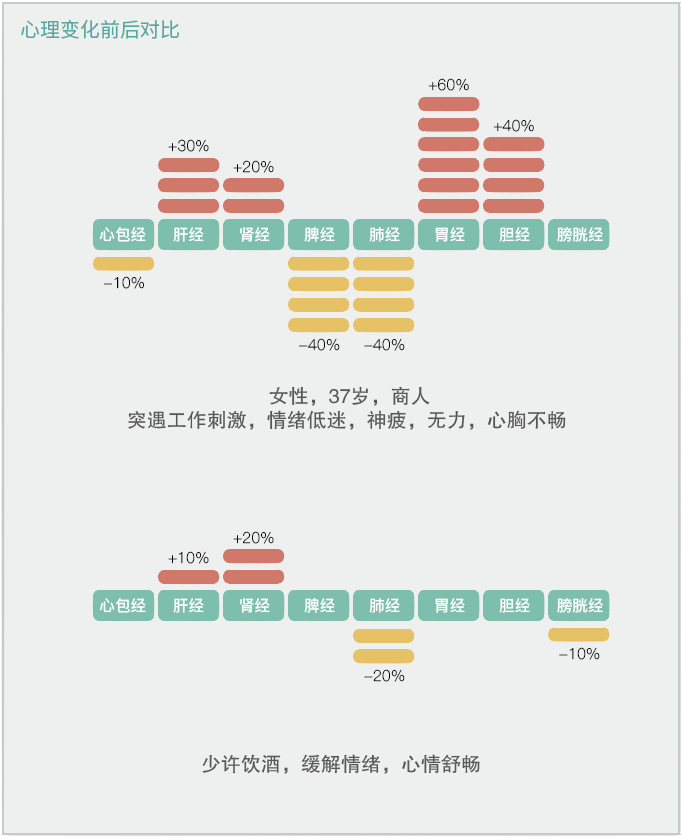 心理变化前后对比
+60%
+40%
+30%
+20%
心包经 肝经 肾经 脾经 肺经 胃经 胆经 膀胱经
–10%
–40% –40%
女性，37岁，商人
突遇工作刺激，情绪低迷，神疲，无力，心胸不畅
+20%
+10%
心包经 肝经 肾经 脾经 肺经 胃经 胆经 膀胱经
–10%
–20%
少许饮酒，缓解情绪，心情舒畅